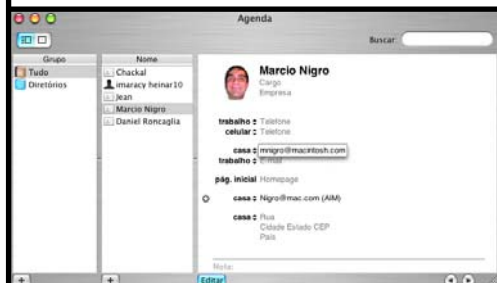 Agenda
Buscar:
Grupo
Tudo
Diretórios
Nome
Chackal
imaracy heinar10
Jean
Marcio Nigro
Daniel Roncaglia
Marcio Nigro
Cargo
Empresa
trabalho Telefone
celular Telefone
casa mnigro@macintosh.com
trabalho E-mail
pág. inicial Homepage
casa Nigro@mac.com (AIM)
casa Rua
Cidade Estado CEP
País
Nota:
Editar